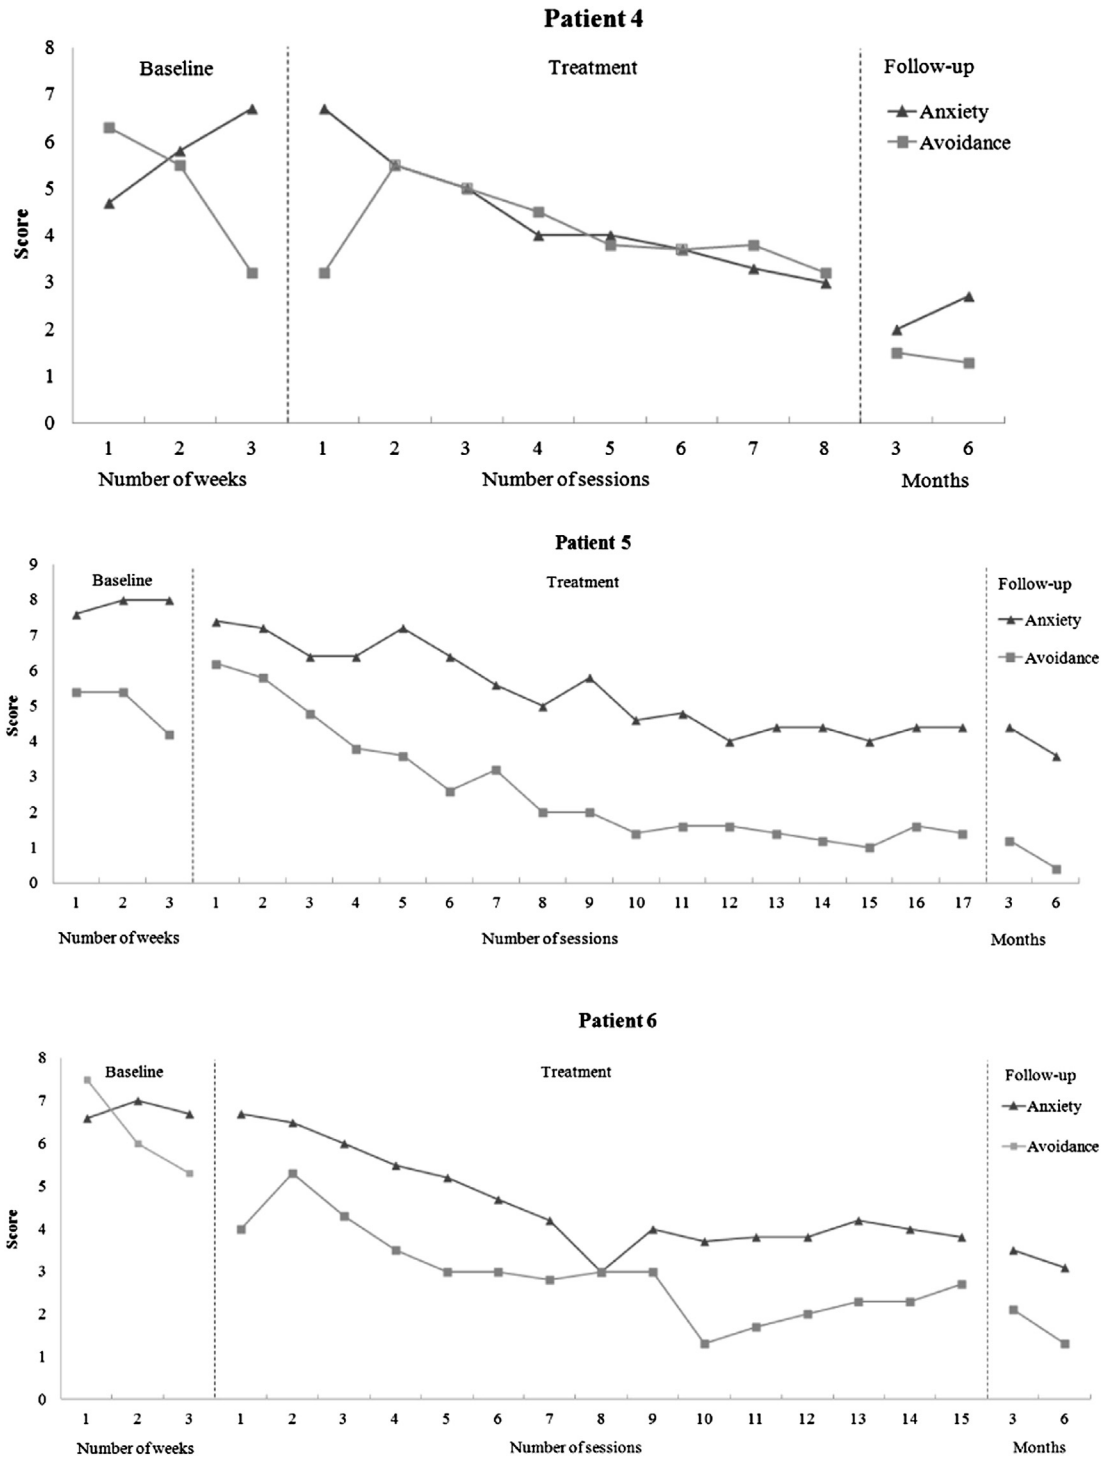 Patient 4
8
7
6
5
4
3
2
1
0
Score
Baseline
Treatment
Follow-up
Anxiety
Avoidance
1 2 3 1 2 3 4 5 6 7 8 3 6
Number of weeks Number of sessions Months
Patient 5
9
8
7
6
5
4
3
2
1
0
Score
Baseline
Treatment
Follow-up
Anxiety
Avoidance
1 2 3 1 2 3 4 5 6 7 8 9 10 11 12 13 14 15 16 17 3 6
Number of weeks Number of sessions Months
Patient 6
8
7
6
5
4
3
2
1
0
Score
Baseline
Treatment
Follow-up
Anxiety
Avoidance
1 2 3 1 2 3 4 5 6 7 8 9 10 11 12 13 14 15 3 6
Number of weeks Number of sessions Months